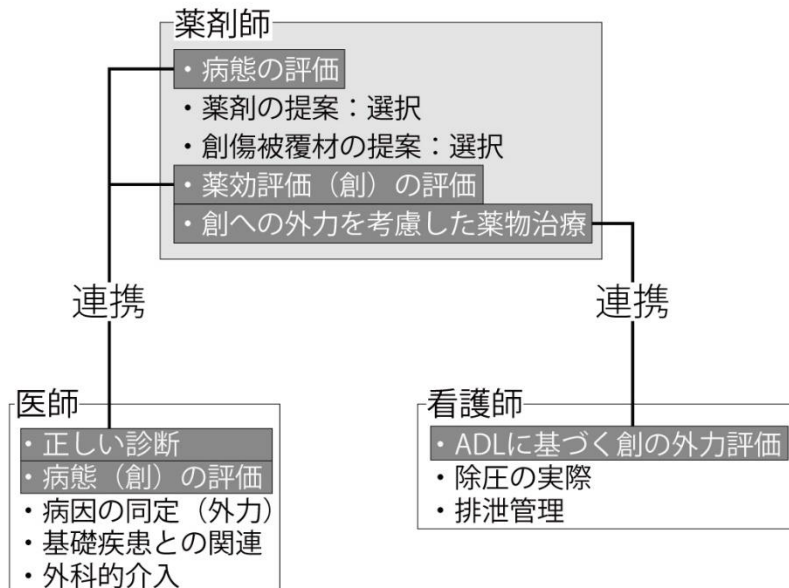 薬剤師
・病態の評価
・薬剤の提案：選択
・創傷被覆材の提案：選択
・薬効評価（創）の評価
・創への外力を考慮した薬物治療
連携
連携
医師
・正しい診断
・病態（創）の評価
・病因の同定（外力）
・基礎疾患との関連
・外科的介入
看護師
・ADLに基づく創の外力評価
・除圧の実際
・排泄管理